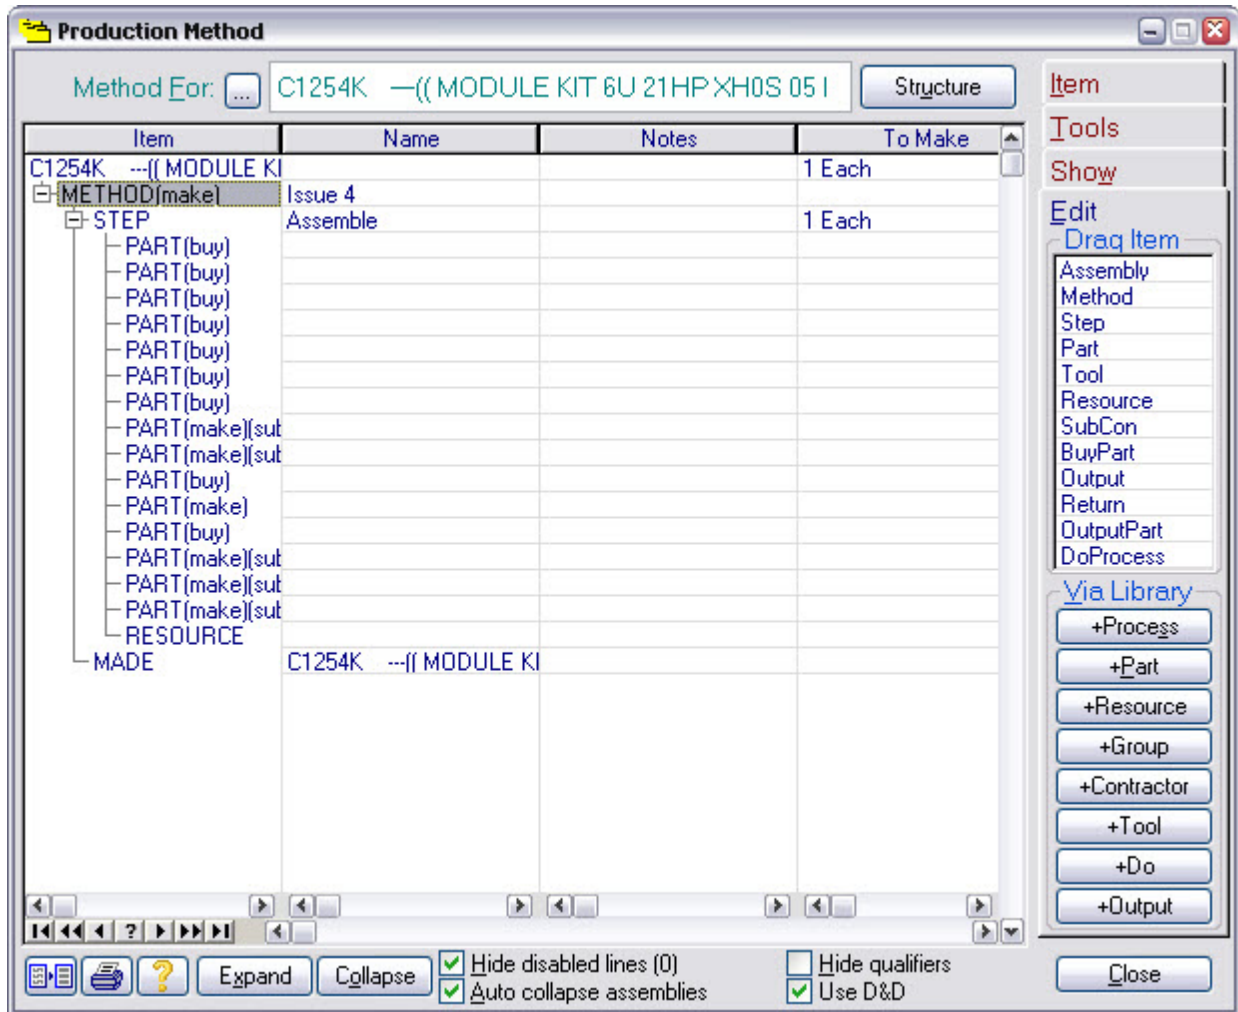 Production Method
Method For: ... C1254K —(( MODULE KIT 6U 21HP XH0S 05 I Structure
Item Name Notes To Make
C1254K ---(( MODULE KI 1 Each
METHOD(make) Issue 4
STEP Assemble 1 Each
PART(buy)
PART(buy)
PART(buy)
PART(buy)
PART(buy)
PART(buy)
PART(buy)
PART(make)(sub
PART(make)(sub
PART(buy)
PART(make)
PART(buy)
PART(make)(sub
PART(make)(sub
PART(make)(sub
RESOURCE
MADE C1254K ---(( MODULE KI
?
?
Expand
Collapse
Hide disabled lines (0)
Auto collapse assemblies
Hide qualifiers
Use D&D
Item
Tools
Show
Edit
Drag Item
Assembly
Method
Step
Part
Tool
Resource
SubCon
BuyPart
Output
Return
OutputPart
DoProcess
Via Library
+Process
+Part
+Resource
+Group
+Contractor
+Tool
+Do
+Output
Close